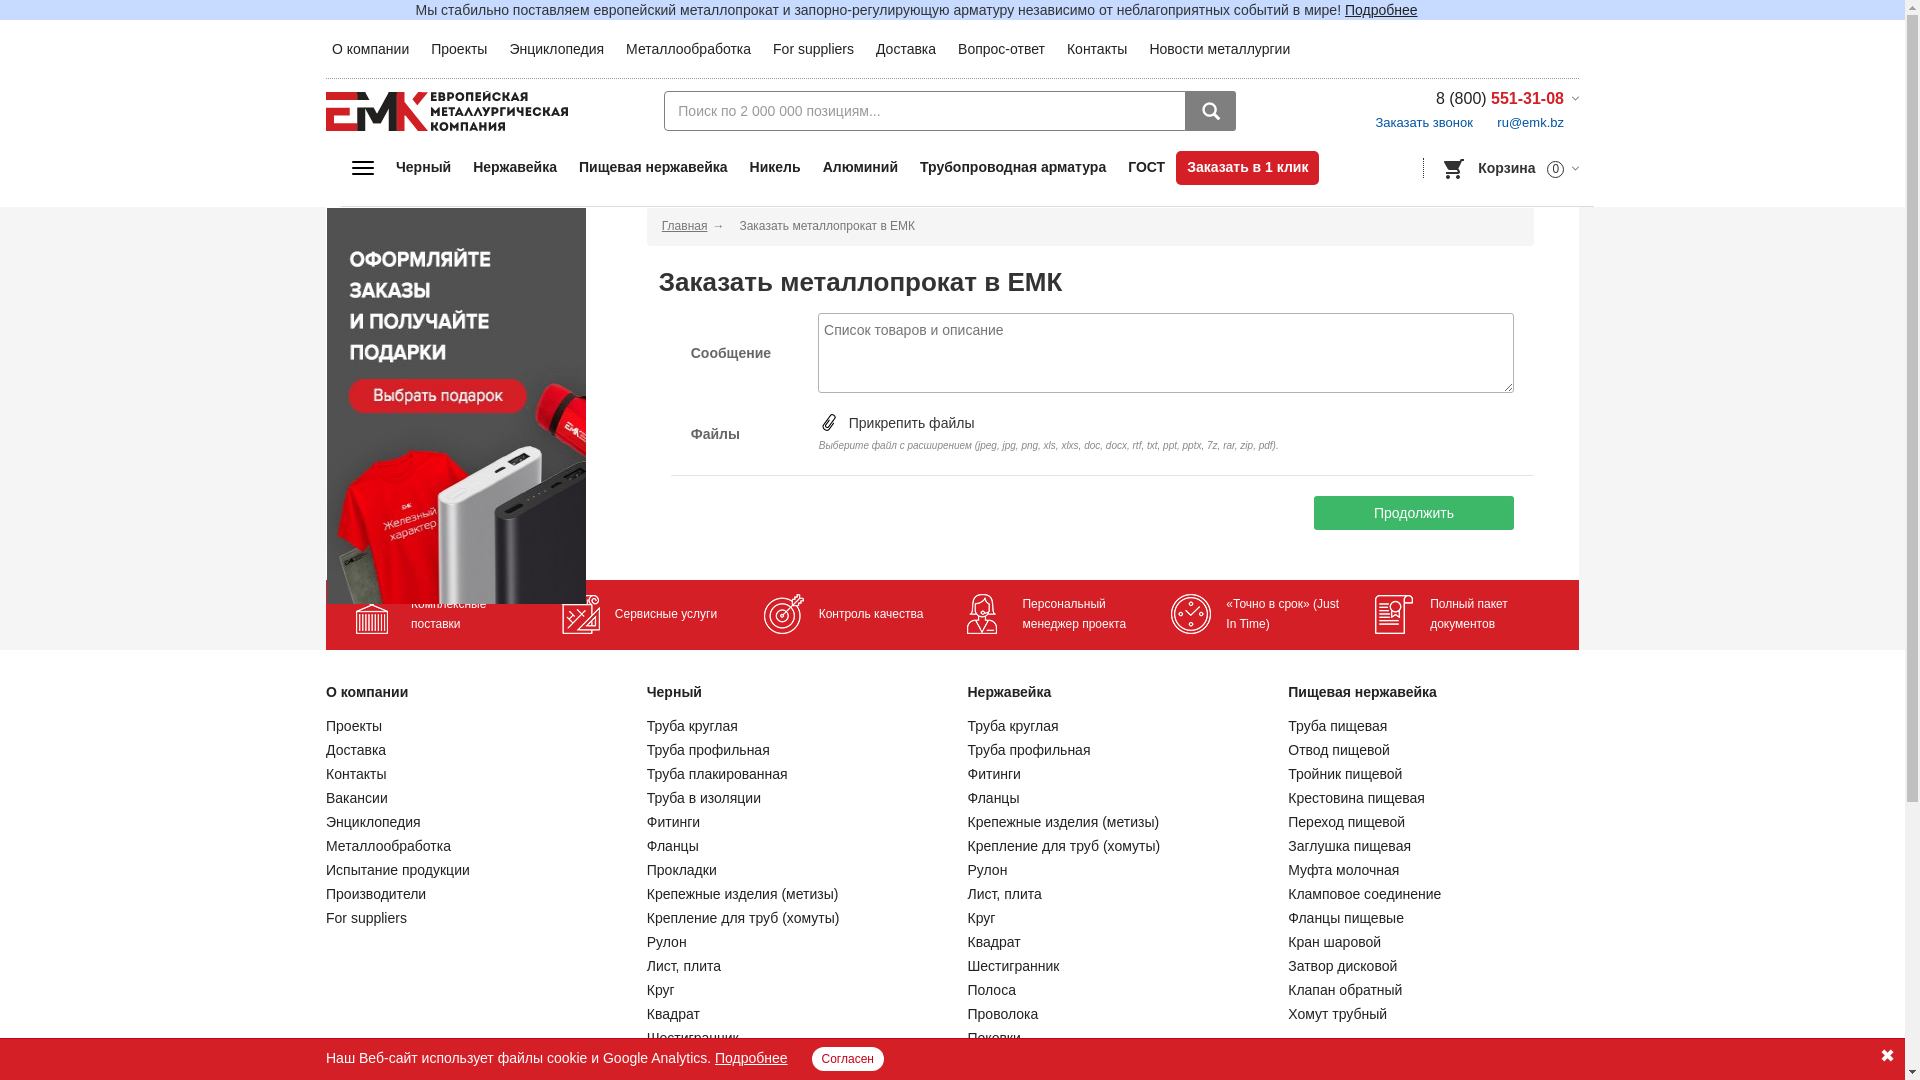 Мы стабильно поставляем европейский металлопрокат и запорно-регулирующую арматуру независимо от неблагоприятных событий в мире! Подробнее
О компании Проекты Энциклопедия Металлообработка For suppliers Доставка Вопрос-ответ Контакты Новости металлургии
ЕМК ЕВРОПЕЙСКАЯ
МЕТАЛЛУРГИЧЕСКАЯ
КОМПАНИЯ
Поиск по 2 000 000 позициям...
8 (800) 551-31-08
Заказать звонок ru@emk.bz
Черный Нержавейка Пищевая нержавейка Никель Алюминий Трубопроводная арматура ГОСТ Заказать в 1 клик
Корзина 0
ОФОРМЛЯЙТЕ
ЗАКАЗЫ
И ПОЛУЧАЙТЕ
ПОДАРКИ
Выбрать подарок
ЕМК
ЕМК
Железный
характер
Главная → Заказать металлопрокат в ЕМК
Заказать металлопрокат в ЕМК
Сообщение
Список товаров и описание
Файлы
Прикрепить файлы
Выберите файл с расширением (jpeg, jpg, png, xls, xlxs, doc, docx, rtf, txt, ppt, pptx, 7z, rar, zip, pdf).
Продолжить
Комплексные
поставки
Сервисные услуги
Контроль качества
Персональный
менеджер проекта
«Точно в срок» (Just
In Time)
Полный пакет
документов
О компании
Проекты
Доставка
Контакты
Вакансии
Энциклопедия
Металлообработка
Испытание продукции
Производители
For suppliers
Черный
Труба круглая
Труба профильная
Труба плакированная
Труба в изоляции
Фитинги
Фланцы
Прокладки
Крепежные изделия (метизы)
Крепление для труб (хомуты)
Рулон
Лист, плита
Круг
Квадрат
Шестигранник
Нержавейка
Труба круглая
Труба профильная
Фитинги
Фланцы
Крепежные изделия (метизы)
Крепление для труб (хомуты)
Рулон
Лист, плита
Круг
Квадрат
Шестигранник
Полоса
Проволока
Поковки
Пищевая нержавейка
Труба пищевая
Отвод пищевой
Тройник пищевой
Крестовина пищевая
Переход пищевой
Заглушка пищевая
Муфта молочная
Кламповое соединение
Фланцы пищевые
Кран шаровой
Затвор дисковой
Клапан обратный
Хомут трубный
Наш Веб-сайт использует файлы cookie и Google Analytics. Подробнее Согласен